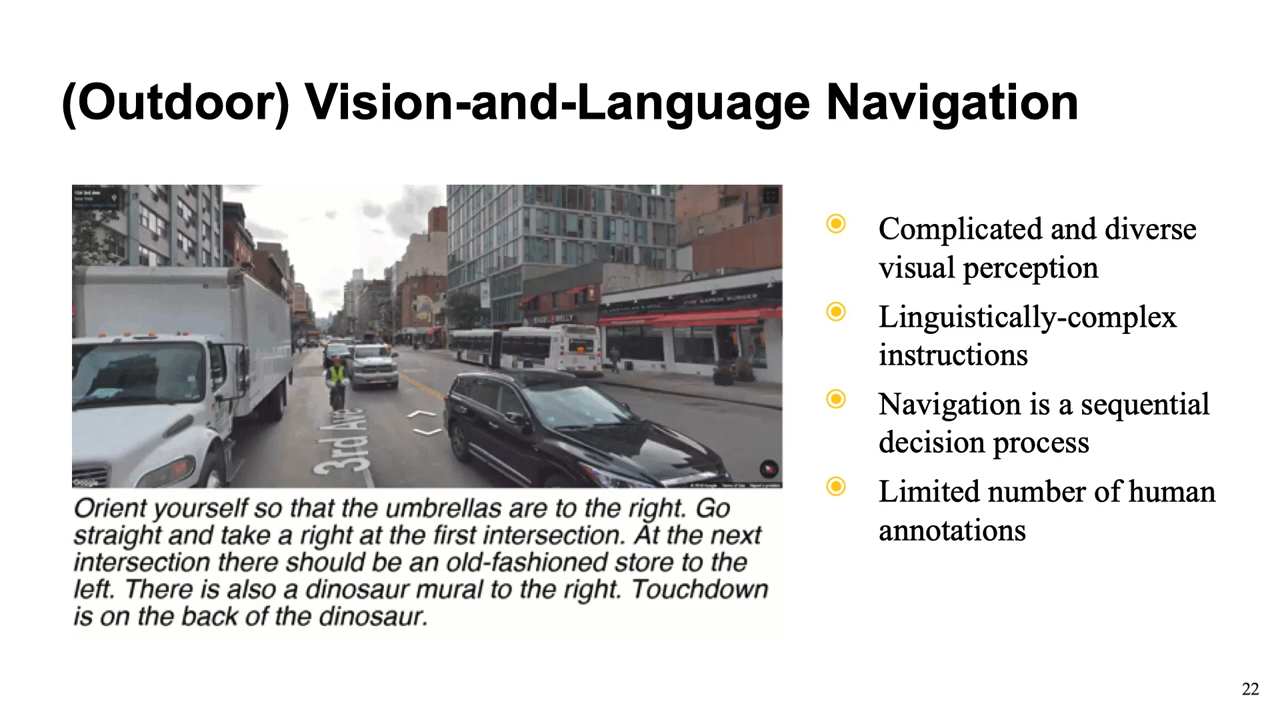 (Outdoor) Vision-and-Language Navigation
3rd Ave
Google
Orient yourself so that the umbrellas are to the right. Go
straight and take a right at the first intersection. At the next
intersection there should be an old-fashioned store to the
left. There is also a dinosaur mural to the right. Touchdown
is on the back of the dinosaur.
Complicated and diverse
visual perception
Linguistically-complex
instructions
Navigation is a sequential
decision process
Limited number of human
annotations
22